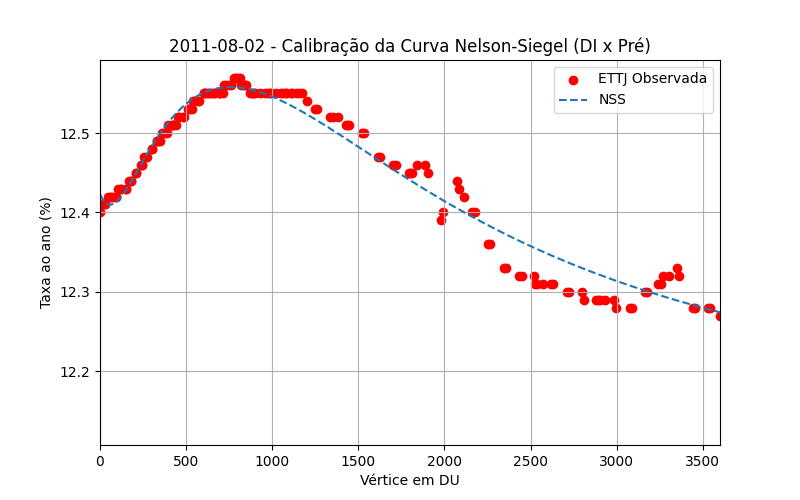 2011-08-02 - Calibração da Curva Nelson-Siegel (DI x Pré)
ETTJ Observada
NSS
Taxa ao ano (%)
12.5
12.4
12.3
12.2
0 500 1000 1500 2000 2500 3000 3500
Vértice em DU